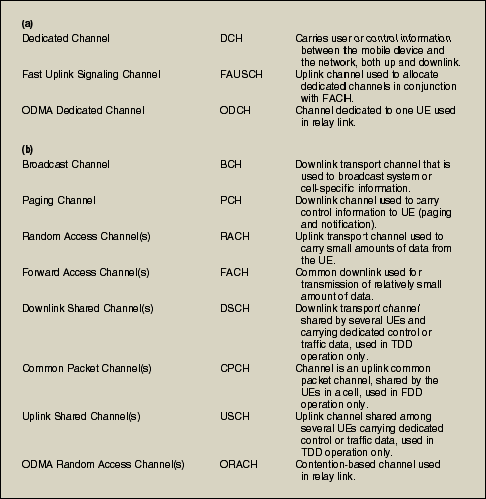 (a)
Dedicated Channel DCH Carries user or control information
between the mobile device and
the network, both up and downlink.
Fast Uplink Signaling Channel FAUSCH Uplink channel used to allocate
dedicated channels in conjunction
with FACH.
ODMA Dedicated Channel ODCH Channel dedicated to one UE used
in relay link.
(b)
Broadcast Channel BCH Downlink transport channel that is
used to broadcast system or
cell-specific information.
Paging Channel PCH Downlink channel used to carry
control information to UE (paging
and notification).
Random Access Channel(s) RACH Uplink transport channel used to
carry small amounts of data from
the UE.
Forward Access Channel(s) FACH Common downlink used for
transmission of relatively small
amount of data.
Downlink Shared Channel(s) DSCH Downlink transport channel
shared by several UEs and
carrying dedicated control or
traffic data, used in TDD
operation only.
Common Packet Channel(s) CPCH Channel is an uplink common
packet channel, shared by the
UEs in a cell, used in FDD
operation only.
Uplink Shared Channel(s) USCH Uplink channel shared among
several UEs carrying dedicated
control or traffic data, used in
TDD operation only.
ODMA Random Access Channel(s) ORACH Contention-based channel used
in relay link.